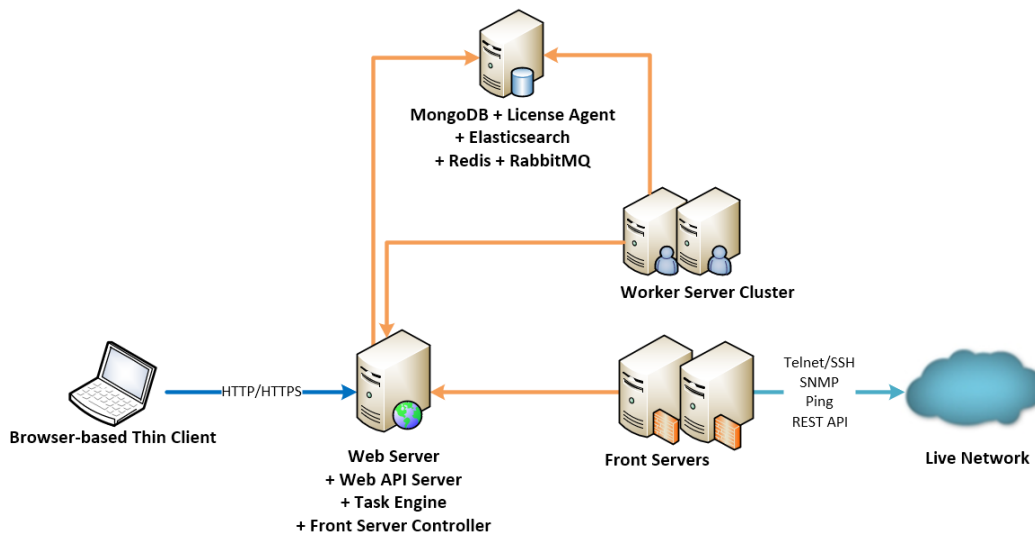 MongoDB + License Agent
+ Elasticsearch
+ Redis + RabbitMQ
Worker Server Cluster
HTTP/HTTPS
Telnet/SSH
SNMP
Ping
REST API
Browser-based Thin Client
Web Server
+ Web API Server
+ Task Engine
+ Front Server Controller
Front Servers
Live Network